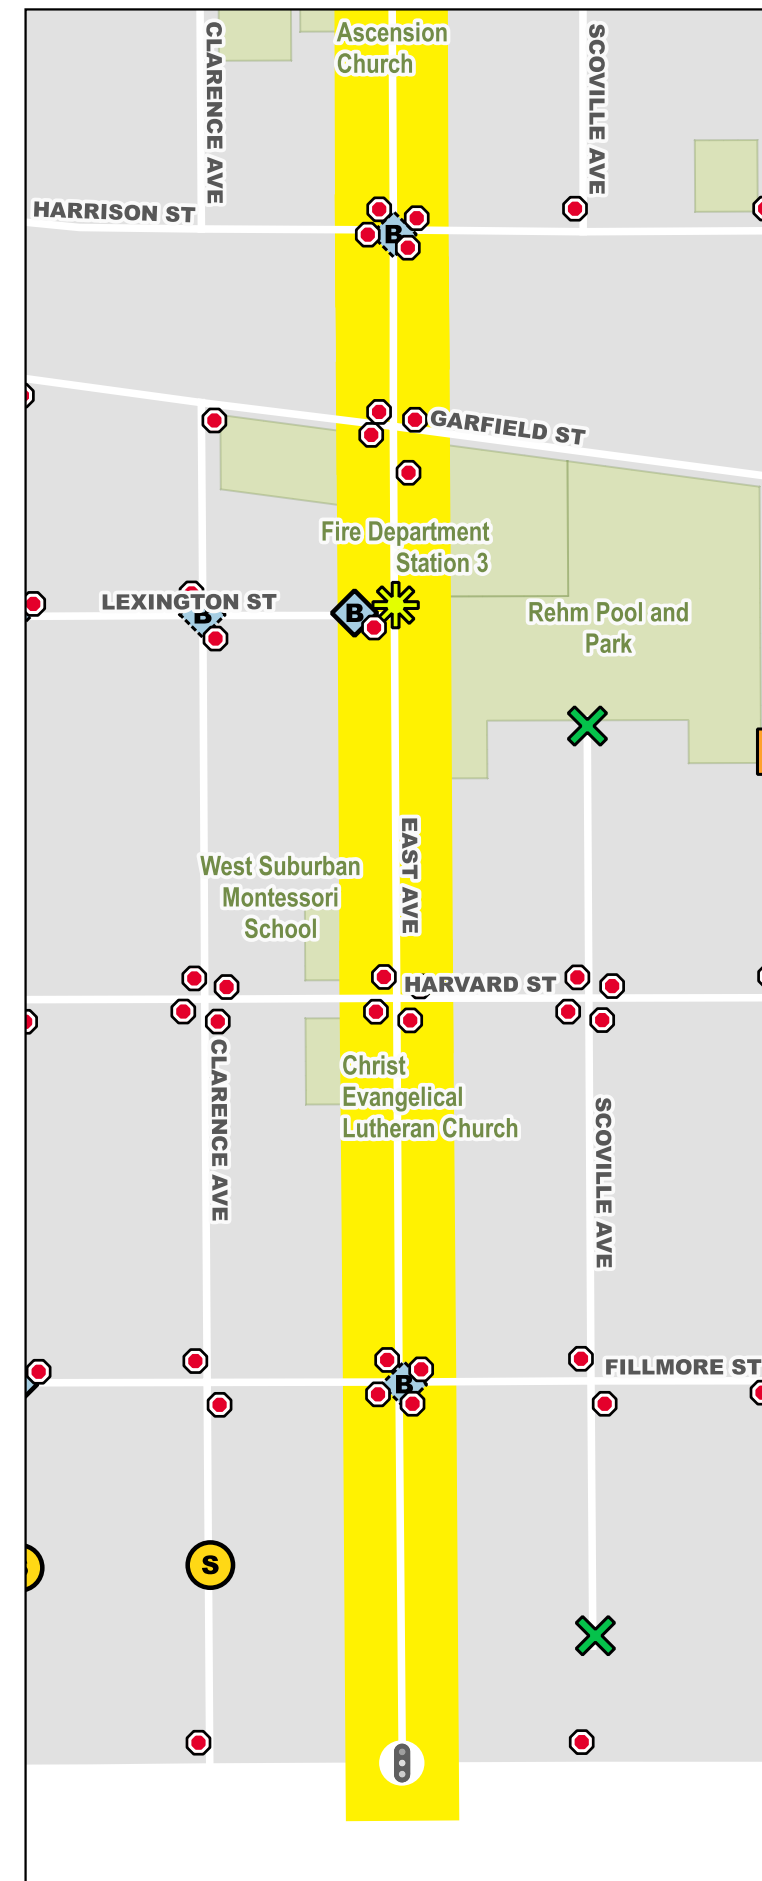 Ascension
Church
CLARENCE AVE
SCOVILLE AVE
HARRISON ST
B
GARFIELD ST
Fire Department
Station 3
LEXINGTON ST
B
B
Rehm Pool and
Park
EAST AVE
West Suburban
Montessori
School
HARVARD ST
CLARENCE AVE
Christ
Evangelical
Lutheran Church
SCOVILLE AVE
FILLMORE ST
B
S